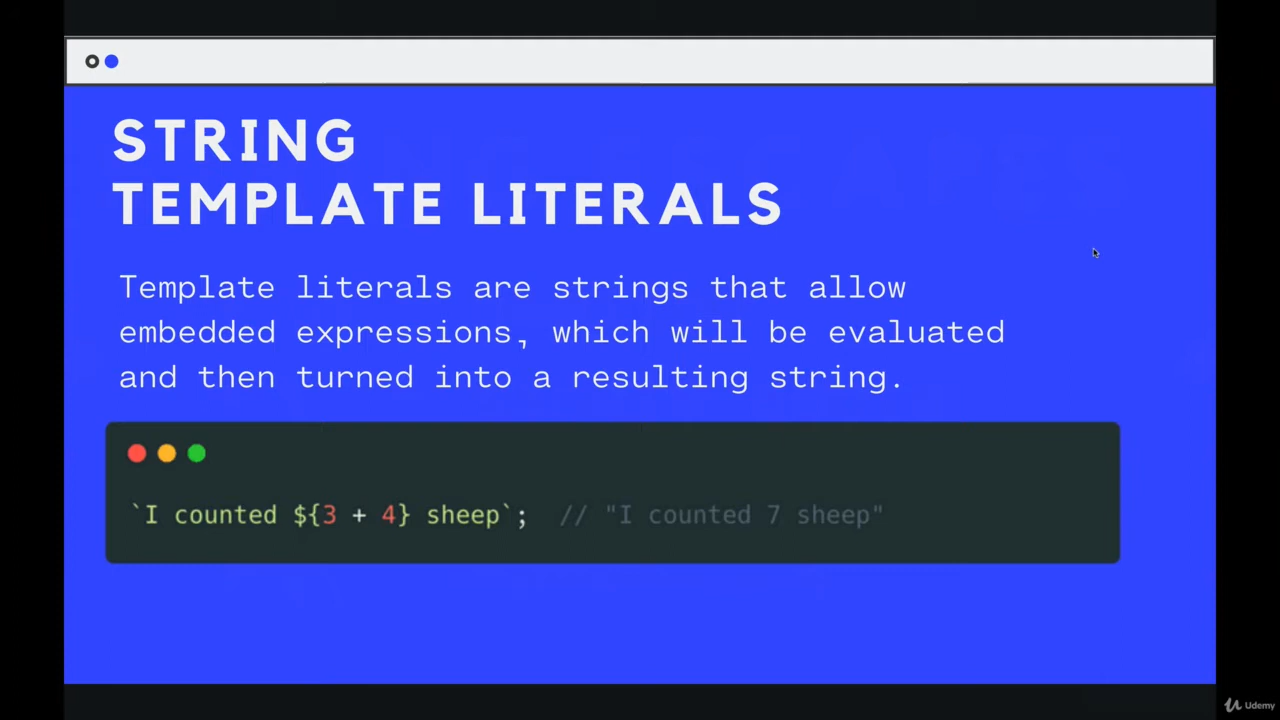 STRING
TEMPLATE LITERALS
Template literals are strings that allow
embedded expressions, which will be evaluated
and then turned into a resulting string.
`I counted ${3 + 4} sheep`;  // "I counted 7 sheep"
Udemy